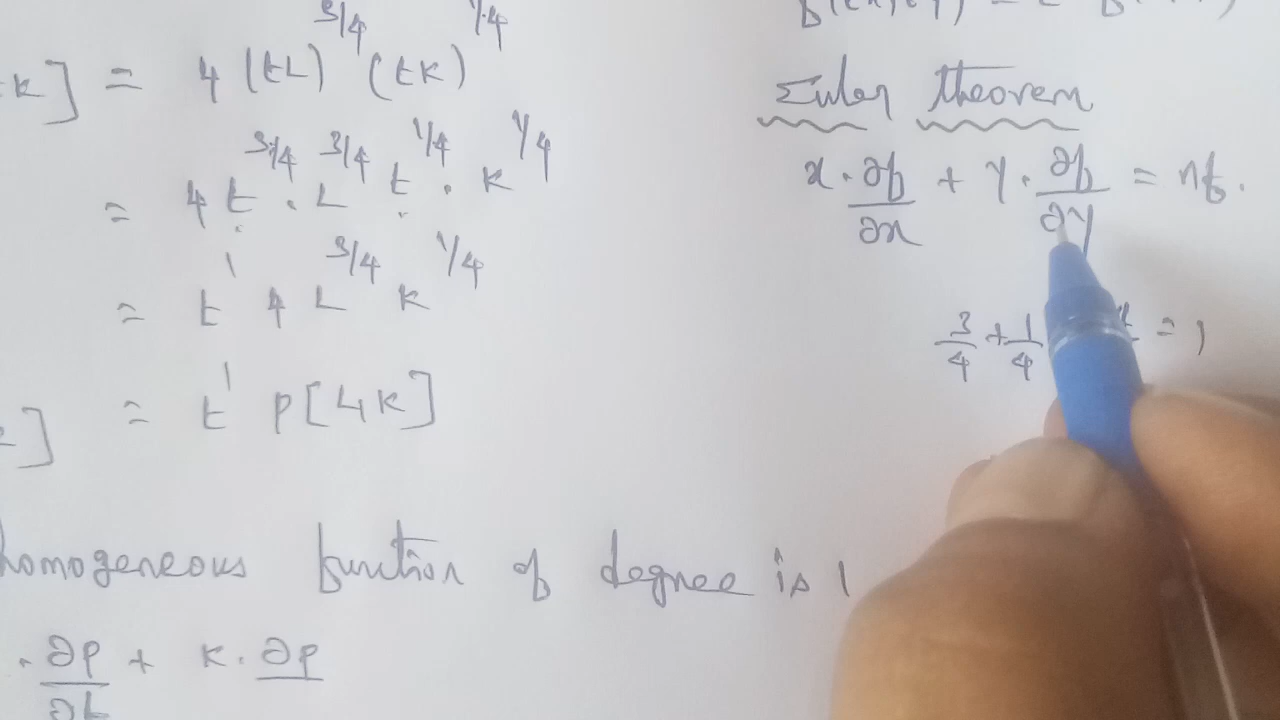 K] = 4 (tL)^3/4 (tK)^1/4
= 4 t^3/4 . L^3/4 t^1/4 . K^1/4
= t^1 4 L^3/4 K^1/4
] = t^1 P[L, K]
homogeneous function of degree is 1
. ∂P/∂L + K. ∂P
Euler theorem
x. ∂f/∂x + y. ∂f/∂y = nf.
3/4 + 1/4 = 1